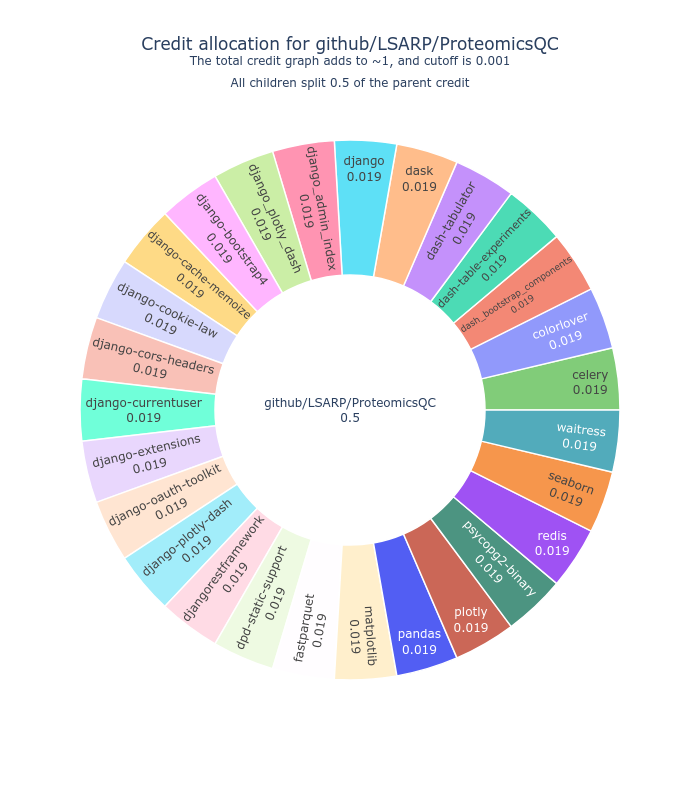 Credit allocation for github/LSARP/ProteomicsQC
The total credit graph adds to ~1, and cutoff is 0.001
All children split 0.5 of the parent credit
github/LSARP/ProteomicsQC
0.5
django
0.019
dask
0.019
dash-tabulator
0.019
dash-table-experiments
0.019
dash_bootstrap_components
0.019
colorlover
0.019
celery
0.019
waitress
0.019
seaborn
0.019
redis
0.019
psycopg2-binary
0.019
plotly
0.019
pandas
0.019
matplotlib
0.019
fastparquet
0.019
dpd-static-support
0.019
djangorestframework
0.019
django-plotly-dash
0.019
django-oauth-toolkit
0.019
django-extensions
0.019
django-currentuser
0.019
django-cors-headers
0.019
django-cookie-law
0.019
django-cache-memoize
0.019
django-bootstrap4
0.019
django_plotly_dash
0.019
django_admin_index
0.019